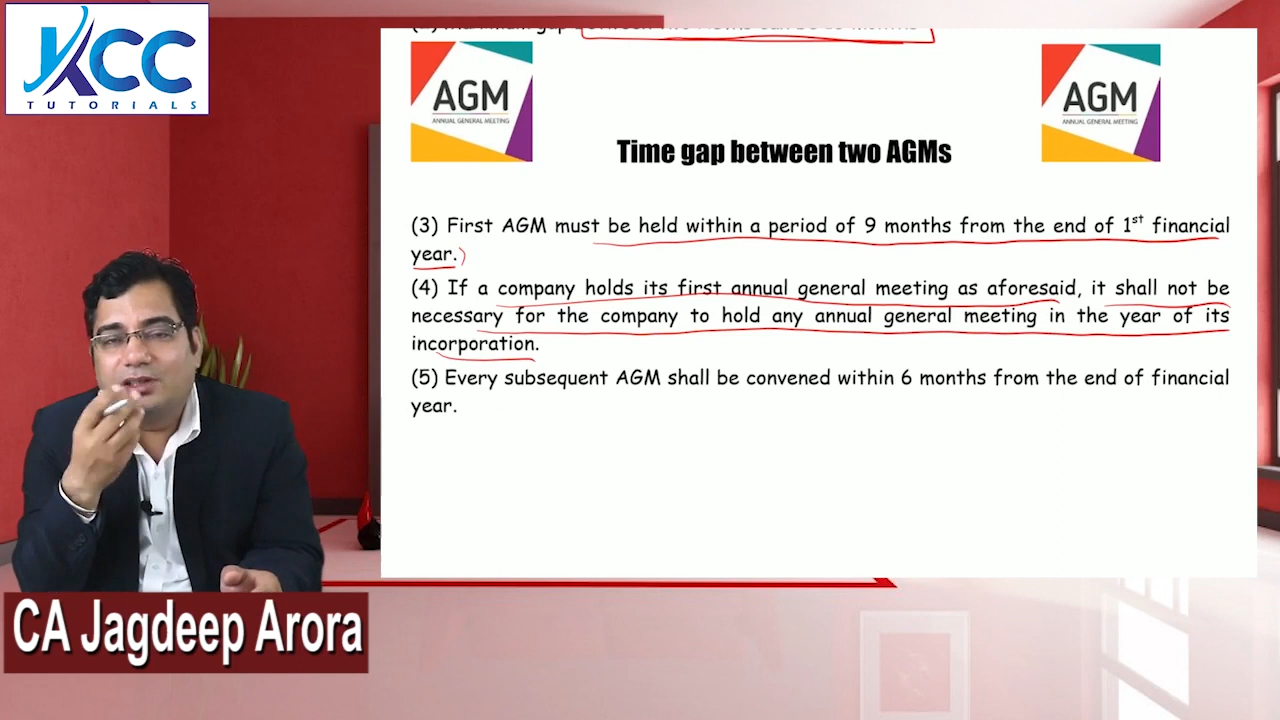 KCC
TUTORIALS
AGM
ANNUAL GENERAL MEETING
AGM
ANNUAL GENERAL MEETING
Time gap between two AGMs
(3) First AGM must be held within a period of 9 months from the end of 1st financial
year.
(4) If a company holds its first annual general meeting as aforesaid, it shall not be
necessary for the company to hold any annual general meeting in the year of its
incorporation.
(5) Every subsequent AGM shall be convened within 6 months from the end of financial
year.
CA Jagdeep Arora